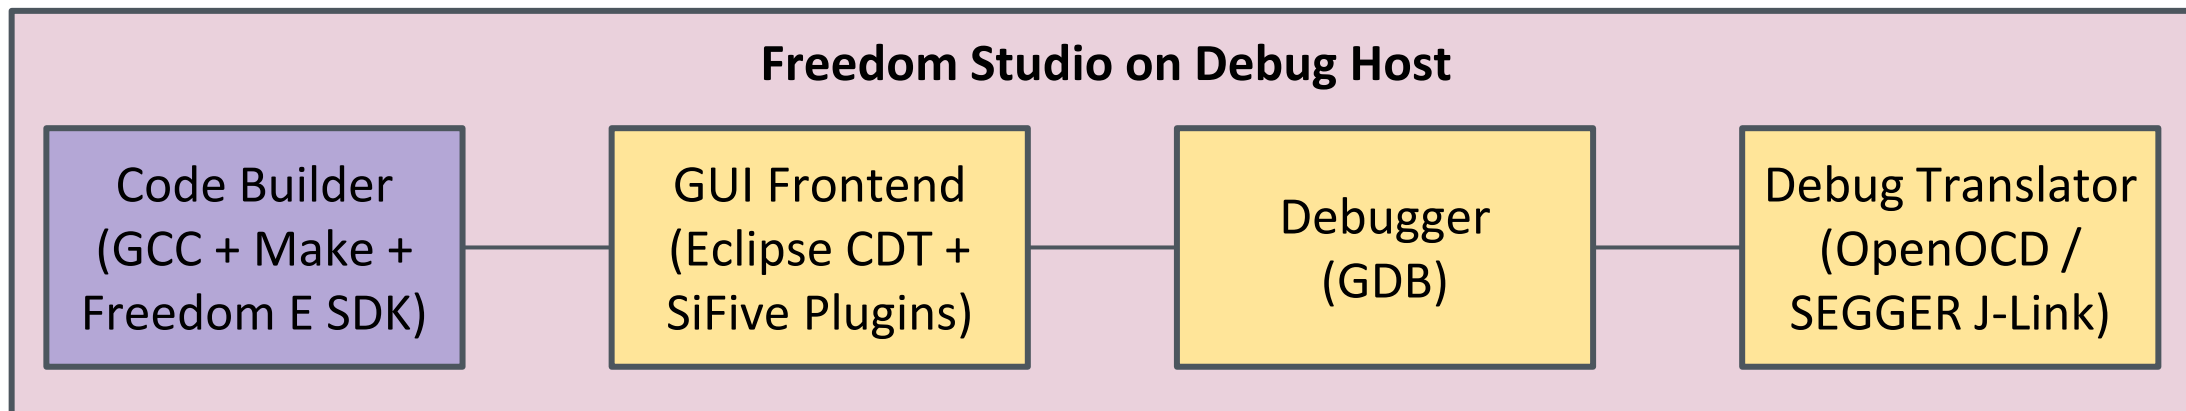 Freedom Studio on Debug Host
Code Builder
(GCC + Make +
Freedom E SDK)
GUI Frontend
(Eclipse CDT +
SiFive Plugins)
Debugger
(GDB)
Debug Translator
(OpenOCD /
SEGGER J-Link)